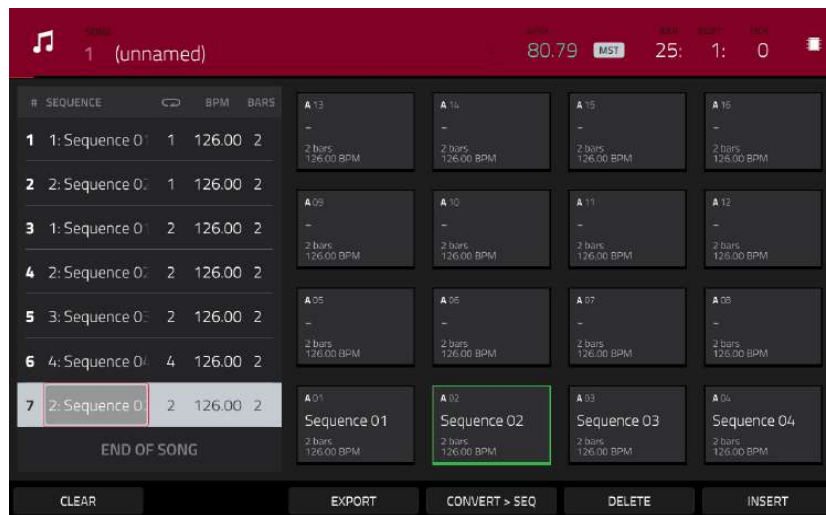 SONG
1 (unnamed)
BPM
80.79 MST
BAR BEAT TICK
25: 1: 0
# SEQUENCE BPM BARS
1 1: Sequence 01 1 126.00 2
2 2: Sequence 02 1 126.00 2
3 1: Sequence 01 2 126.00 2
4 2: Sequence 02 2 126.00 2
5 3: Sequence 03 2 126.00 2
6 4: Sequence 04 4 126.00 2
7 2: Sequence 02 2 126.00 2
END OF SONG
A 13
-
2 bars
126.00 BPM
A 14
-
2 bars
126.00 BPM
A 15
-
2 bars
126.00 BPM
A 16
-
2 bars
126.00 BPM
A 09
-
2 bars
126.00 BPM
A 10
-
2 bars
126.00 BPM
A 11
-
2 bars
126.00 BPM
A 12
-
2 bars
126.00 BPM
A 05
-
2 bars
126.00 BPM
A 06
-
2 bars
126.00 BPM
A 07
-
2 bars
126.00 BPM
A 08
-
2 bars
126.00 BPM
A 01
Sequence 01
2 bars
126.00 BPM
A 02
Sequence 02
2 bars
126.00 BPM
A 03
Sequence 03
2 bars
126.00 BPM
A 04
Sequence 04
2 bars
126.00 BPM
CLEAR EXPORT CONVERT > SEQ DELETE INSERT